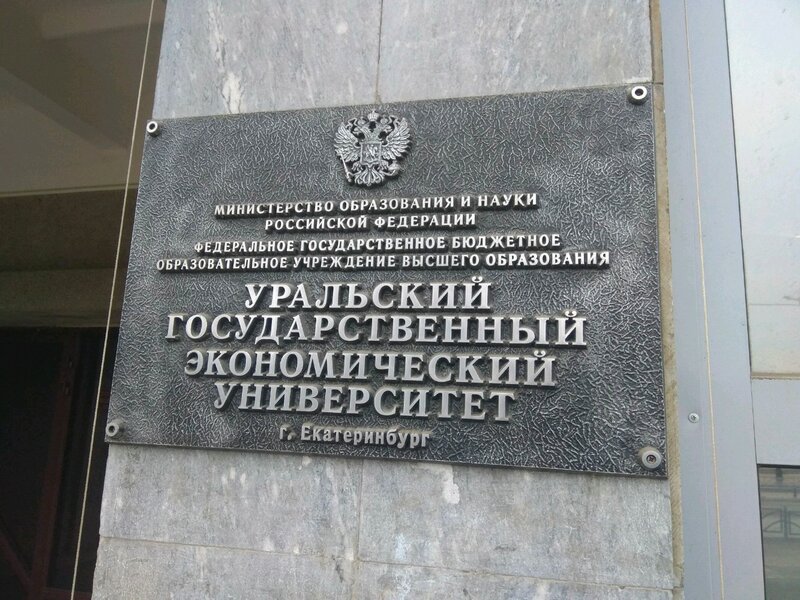 МИНИСТЕРСТВО ОБРАЗОВАНИЯ И НАУКИ
РОССИЙСКОЙ ФЕДЕРАЦИИ
ФЕДЕРАЛЬНОЕ ГОСУДАРСТВЕННОЕ БЮДЖЕТНОЕ
ОБРАЗОВАТЕЛЬНОЕ УЧРЕЖДЕНИЕ ВЫСШЕГО ОБРАЗОВАНИЯ
УРАЛЬСКИЙ
ГОСУДАРСТВЕННЫЙ
ЭКОНОМИЧЕСКИЙ
УНИВЕРСИТЕТ
г. Екатеринбург